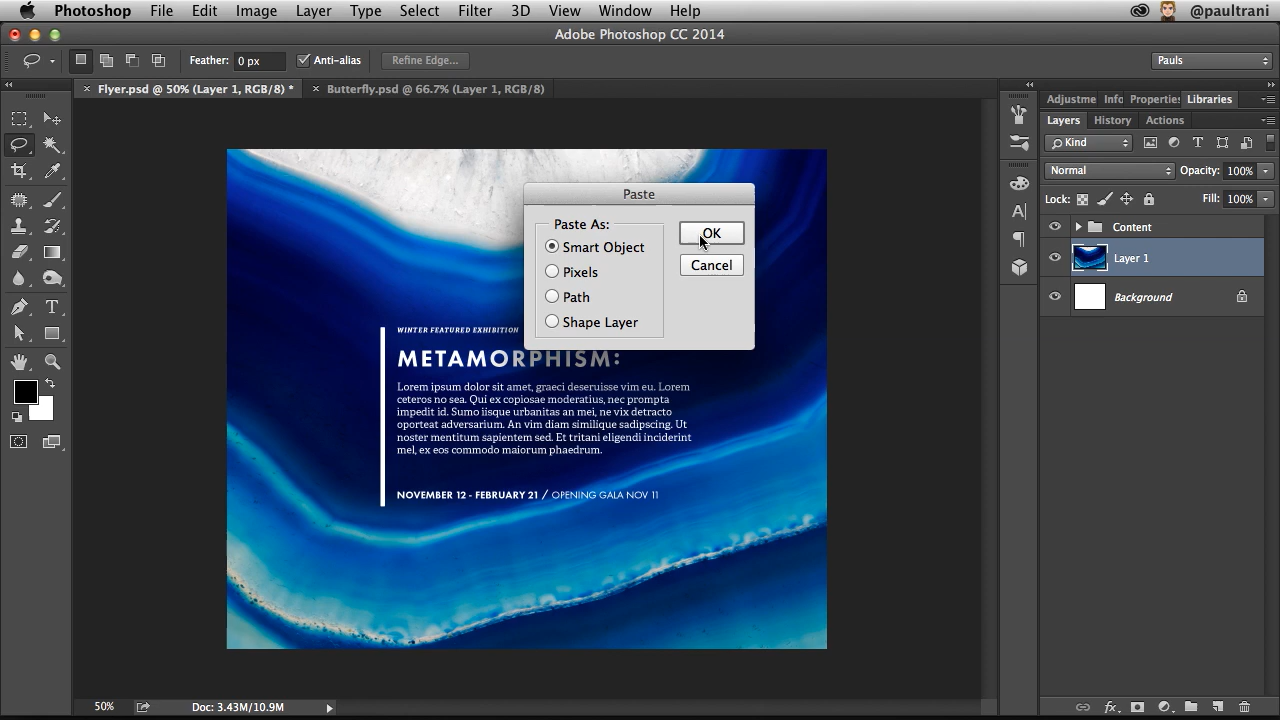 Photoshop File Edit Image Layer Type Select Filter 3D View Window Help @paultrani
Adobe Photoshop CC 2014
Feather: 0 px Anti-alias Refine Edge... Pauls
Flyer.psd @ 50% (Layer 1, RGB/8) * Butterfly.psd @ 66.7% (Layer 1, RGB/8)
Adjustme Info Properties Libraries
Layers History Actions
Kind
Normal Opacity: 100%
Lock: Fill: 100%
Content
Layer 1
Background
Paste
Paste As:
Smart Object
Pixels
Path
Shape Layer
OK
Cancel
WINTER FEATURED EXHIBITION
METAMORPHISM:
Lorem ipsum dolor sit amet, graeci deseruisse vim eu. Lorem
ceteros no sea. Qui ex copiosae moderatius, nec prompta
impedit id. Sumo iisque urbanitas an mei, ne vix detracto
oporteat adversarium. An vim diam similique sadipscing. Ut
noster mentitum sapientem sed. Et tritani eligendi inciderint
mel, ex eos commodo maiorum phaedrum.
NOVEMBER 12 - FEBRUARY 21 / OPENING GALA NOV 11
50% Doc: 3.43M/10.9M